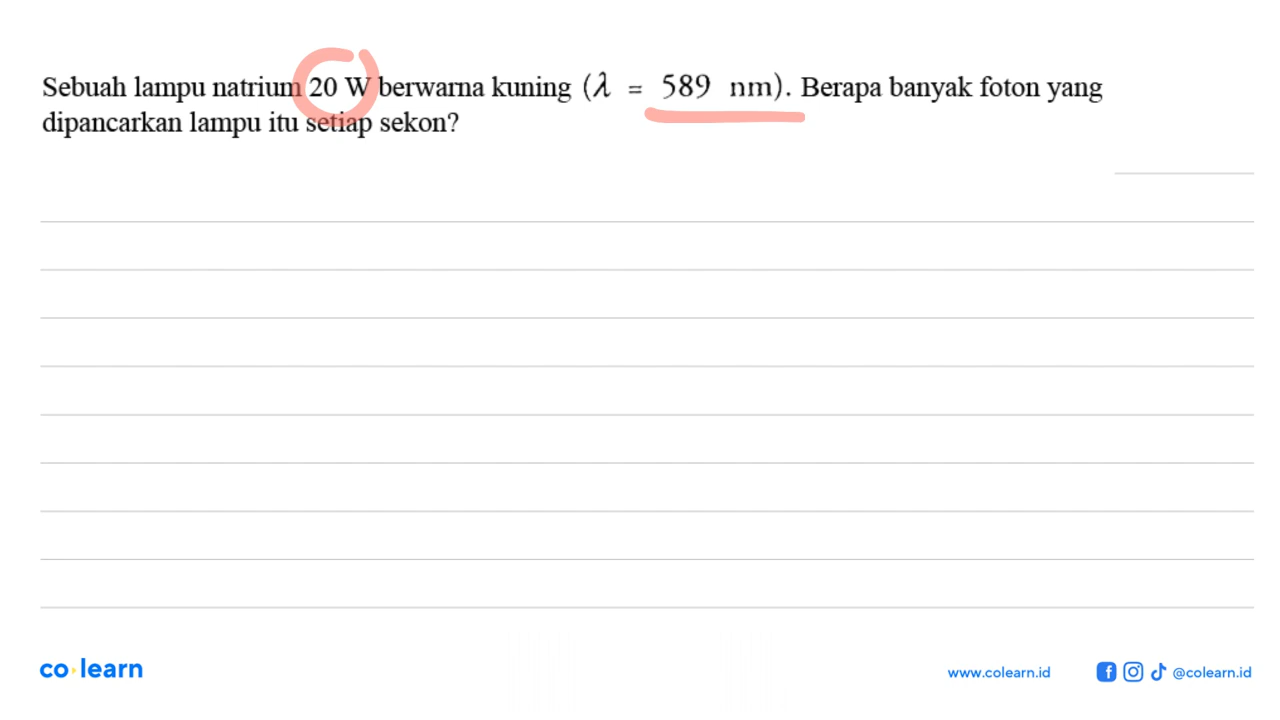 Sebuah lampu natrium 20 W berwarna kuning (λ = 589 nm). Berapa banyak foton yang
dipancarkan lampu itu setiap sekon?
co learn
www.colearn.id @colearn.id